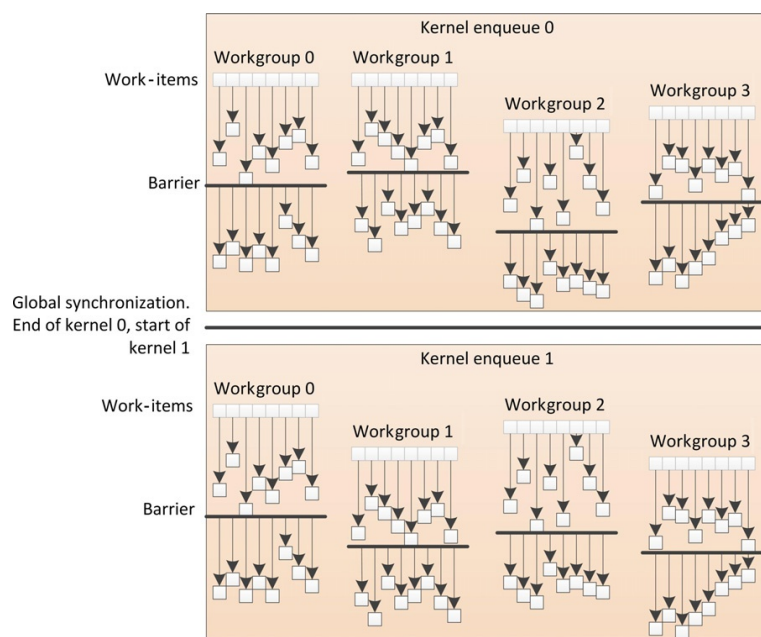 Kernel enqueue 0
Workgroup 0
Workgroup 1
Work-items
Workgroup 2
Workgroup 3
Barrier
Global synchronization.
End of kernel 0, start of
kernel 1
Kernel enqueue 1
Workgroup 0
Work-items
Workgroup 1
Workgroup 2
Workgroup 3
Barrier